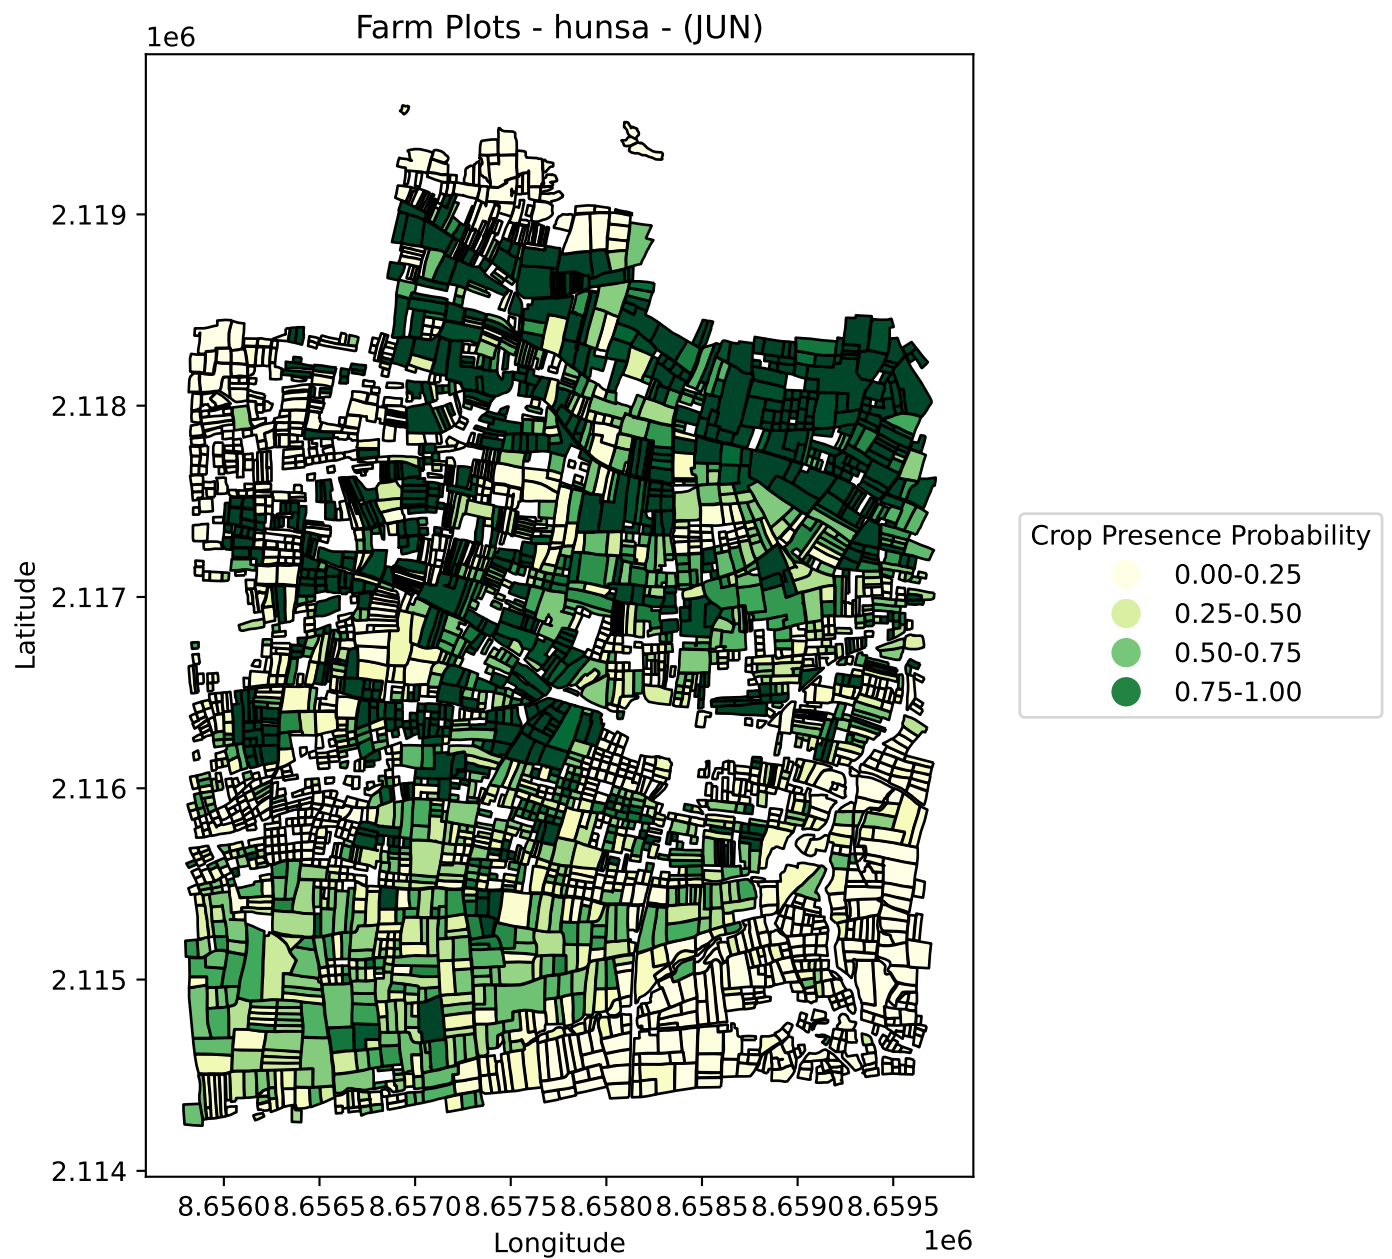 Farm Plots - hunsa - (JUN)
1e6
2.119
2.118
2.117
2.116
2.115
2.114
Latitude
8.6560 8.6565 8.6570 8.6575 8.6580 8.6585 8.6590 8.6595
Longitude
1e6
Crop Presence Probability
0.00-0.25
0.25-0.50
0.50-0.75
0.75-1.00